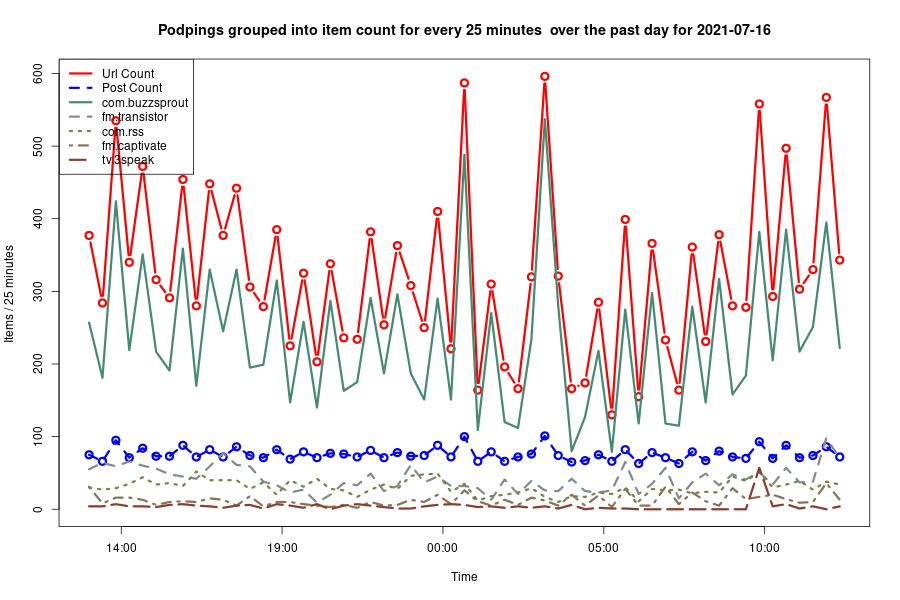 Podpings grouped into item count for every 25 minutes  over the past day for 2021-07-16
Url Count
Post Count
com.buzzsprout
fm.transistor
com.rss
fm.captivate
tv.3speak
600
500
400
300
200
100
0
Items / 25 minutes
14:00
19:00
00:00
05:00
10:00
Time